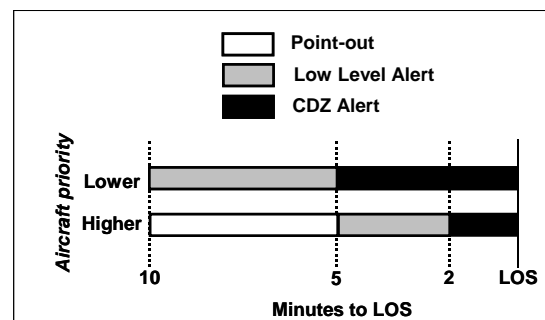 Point-out
Low Level Alert
CDZ Alert
Aircraft priority
Lower
Higher
10 5 2 LOS
Minutes to LOS